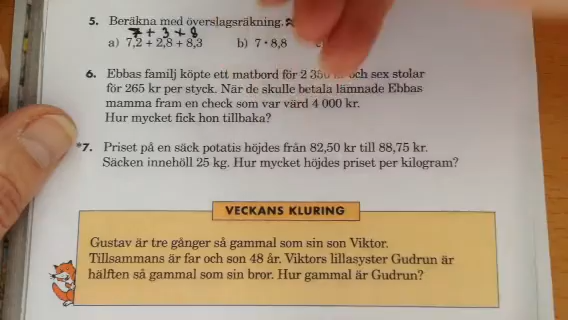 5. Beräkna med överslagsräkning. ≈
7 + 3 + 8
a) 7,2 + 2,8 + 8,3 b) 7 · 8,8
6. Ebbas familj köpte ett matbord för 2 350 kr och sex stolar
för 265 kr per styck. När de skulle betala lämnade Ebbas
mamma fram en check som var värd 4 000 kr.
Hur mycket fick hon tillbaka?
*7. Priset på en säck potatis höjdes från 82,50 kr till 88,75 kr.
Säcken innehöll 25 kg. Hur mycket höjdes priset per kilogram?
VECKANS KLURING
Gustav är tre gånger så gammal som sin son Viktor.
Tillsammans är far och son 48 år. Viktors lillasyster Gudrun är
hälften så gammal som sin bror. Hur gammal är Gudrun?